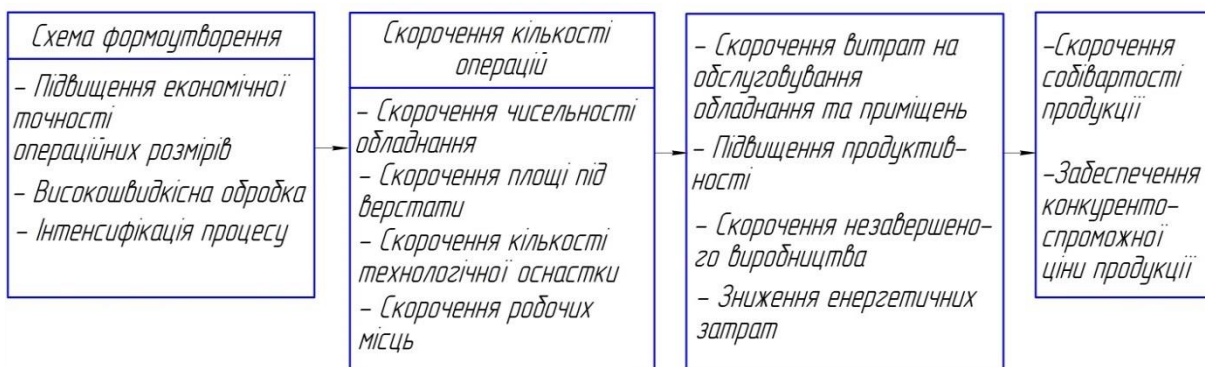 Схема формоутворення
– Підвищення економічної
точності
операційних розмірів
– Високошвидкісна обробка
– Інтенсифікація процесу
Скорочення кількості
операцій
– Скорочення чисельності
обладнання
– Скорочення площі під
верстати
– Скорочення кількості
технологічної оснастки
– Скорочення робочих
місць
– Скорочення витрат на
обслуговування
обладнання та приміщень
– Підвищення продуктив-
ності
– Скорочення незавершено-
го виробництва
– Зниження енергетичних
затрат
–Скорочення
собівартості
продукції
–Забеспечення
конкуренто-
спроможної
ціни продукції